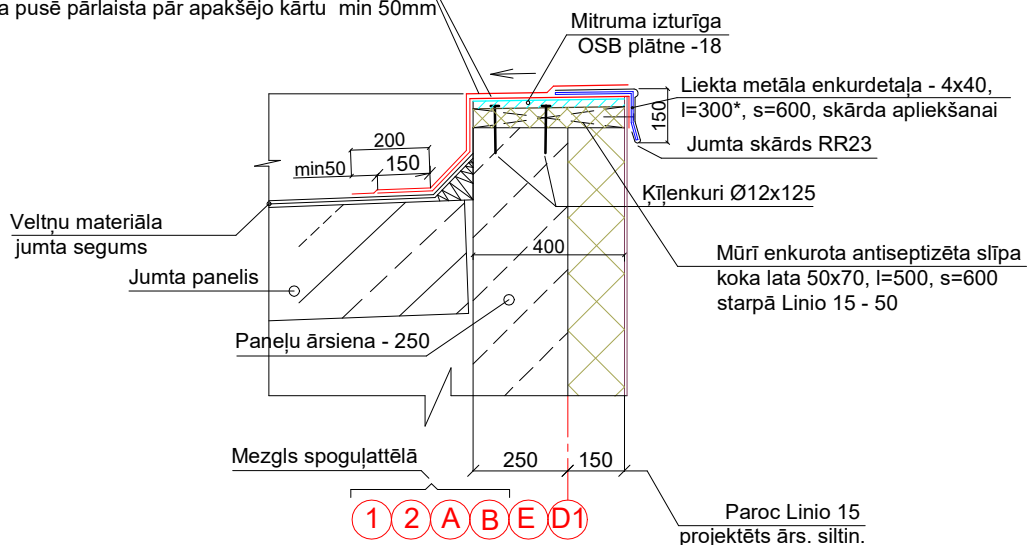 a pusē pārlaista pār apakšējo kārtu min 50mm
Mitruma izturīga
OSB plātne -18
Liekta metāla enkurdetaļa - 4x40,
l=300*, s=600, skārda apliekšanai
150
Jumta skārds RR23
200
min50
150
Ķīļenkuri Ø12x125
Veltņu materiāla
jumta segums
400
Mūrī enkurota antiseptizēta slīpa
koka lata 50x70, l=500, s=600
starpā Linio 15 - 50
Jumta panelis
Paneļu ārsiena - 250
Mezgls spoguļattēlā
250
150
1 2 A B E D1
Paroc Linio 15
projektēts ārs. siltin.